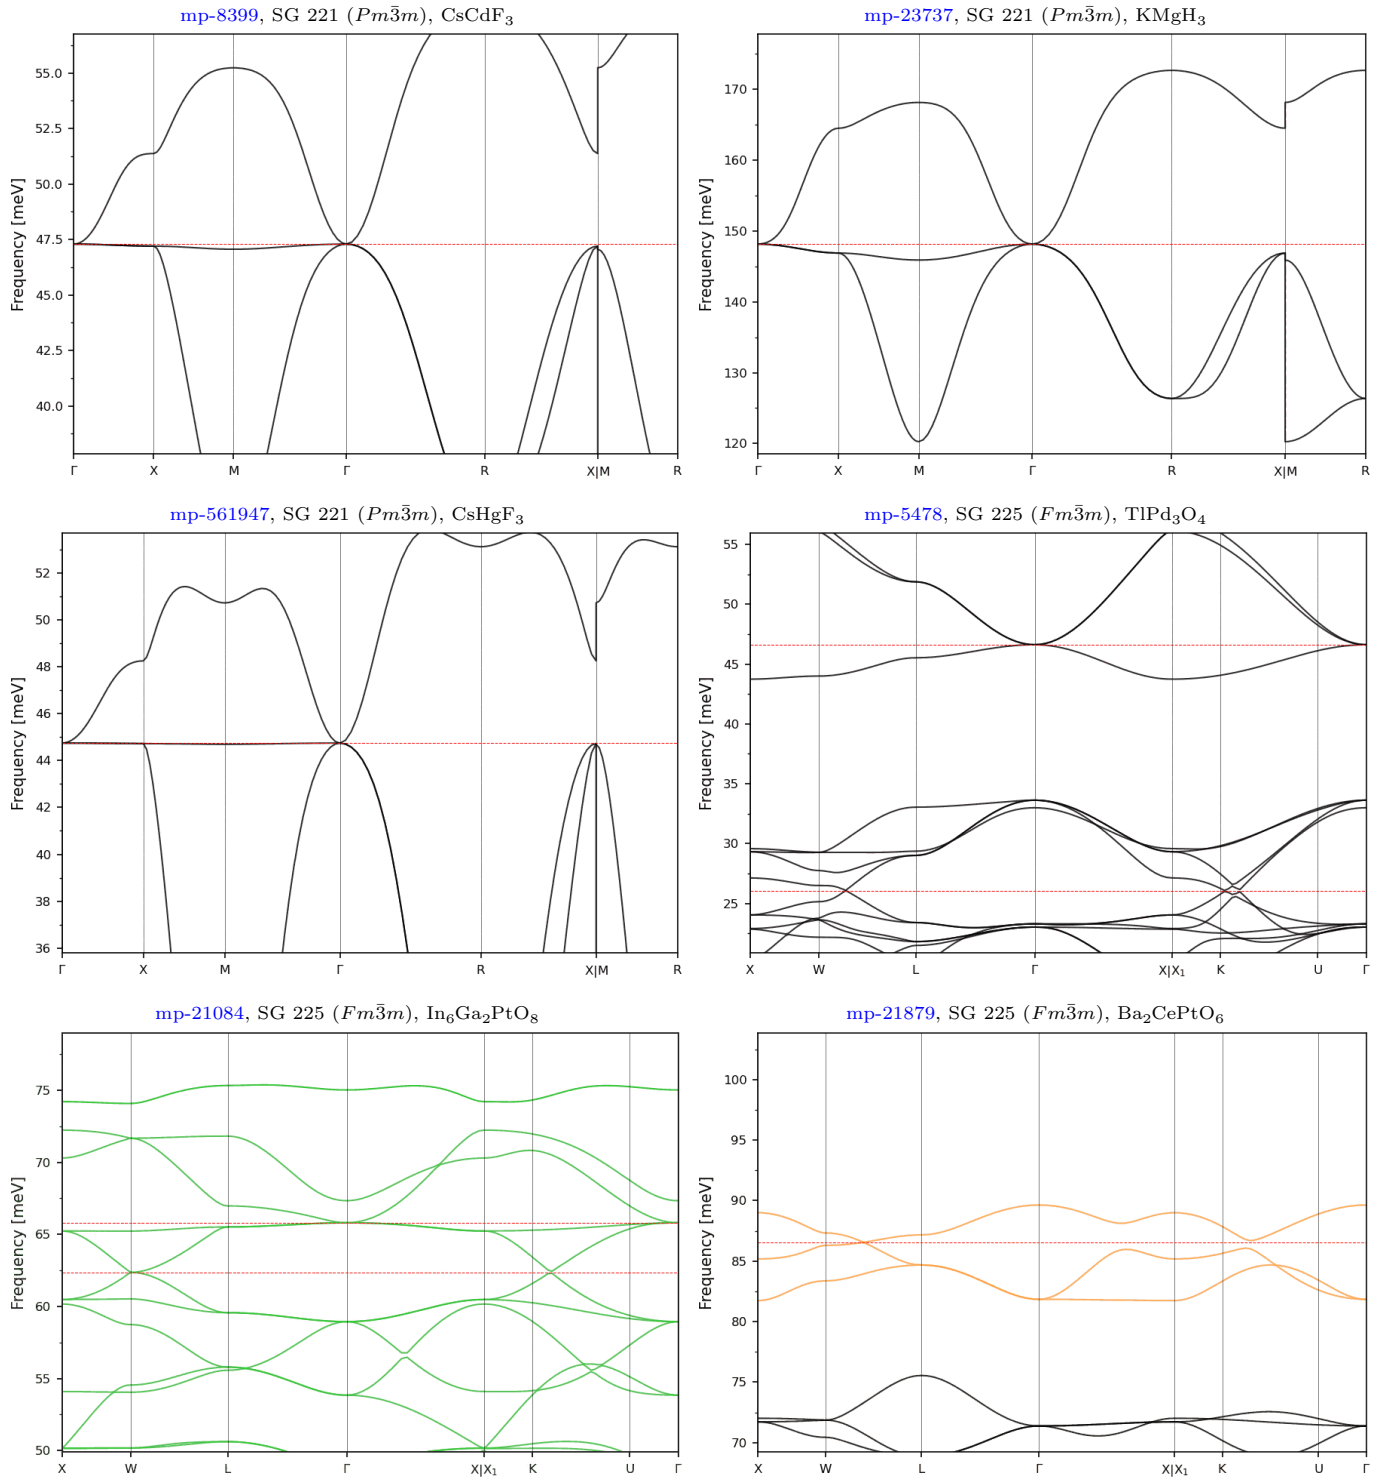 mp-8399, SG 221 (Pm3̄m), CsCdF₃
Frequency [meV]
55.0
52.5
50.0
47.5
45.0
42.5
40.0
Γ X M Γ R X|M R
mp-23737, SG 221 (Pm3̄m), KMgH₃
Frequency [meV]
170
160
150
140
130
120
Γ X M Γ R X|M R
mp-561947, SG 221 (Pm3̄m), CsHgF₃
Frequency [meV]
52
50
48
46
44
42
40
38
36
Γ X M Γ R X|M R
mp-5478, SG 225 (Fm3̄m), TlPd₃O₄
Frequency [meV]
55
50
45
40
35
30
25
X W L Γ X|X₁ K U Γ
mp-21084, SG 225 (Fm3̄m), In₆Ga₂PtO₈
Frequency [meV]
75
70
65
60
55
50
X W L Γ X|X₁ K U Γ
mp-21879, SG 225 (Fm3̄m), Ba₂CePtO₆
Frequency [meV]
100
95
90
85
80
75
70
X W L Γ X|X₁ K U Γ